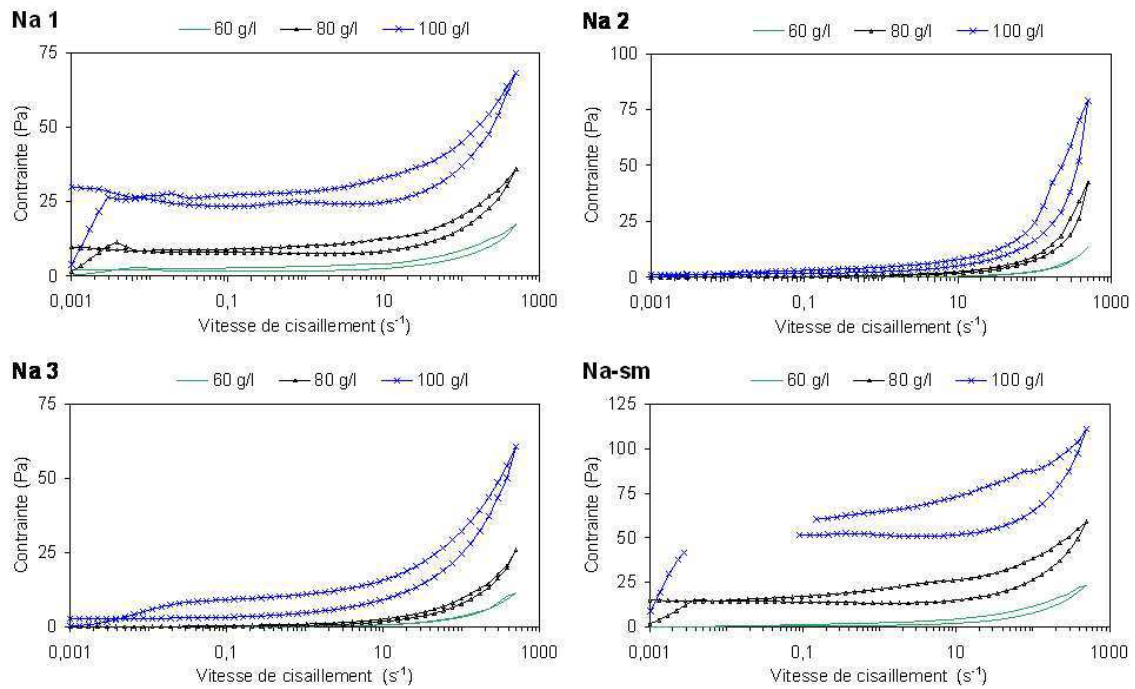 Na 1
60 g/l 80 g/l 100 g/l
Contrainte (Pa)
75
50
25
0
0,001 0,1 10 1000
Vitesse de cisaillement (s-1)
Na 2
60 g/l 80 g/l 100 g/l
Contrainte (Pa)
100
75
50
25
0
0,001 0,1 10 1000
Vitesse de cisaillement (s-1)
Na 3
60 g/l 80 g/l 100 g/l
Contrainte (Pa)
75
50
25
0
0,001 0,1 10 1000
Vitesse de cisaillement (s-1)
Na-sm
60 g/l 80 g/l 100 g/l
Contrainte (Pa)
125
100
75
50
25
0
0,001 0,1 10 1000
Vitesse de cisaillement (s-1)